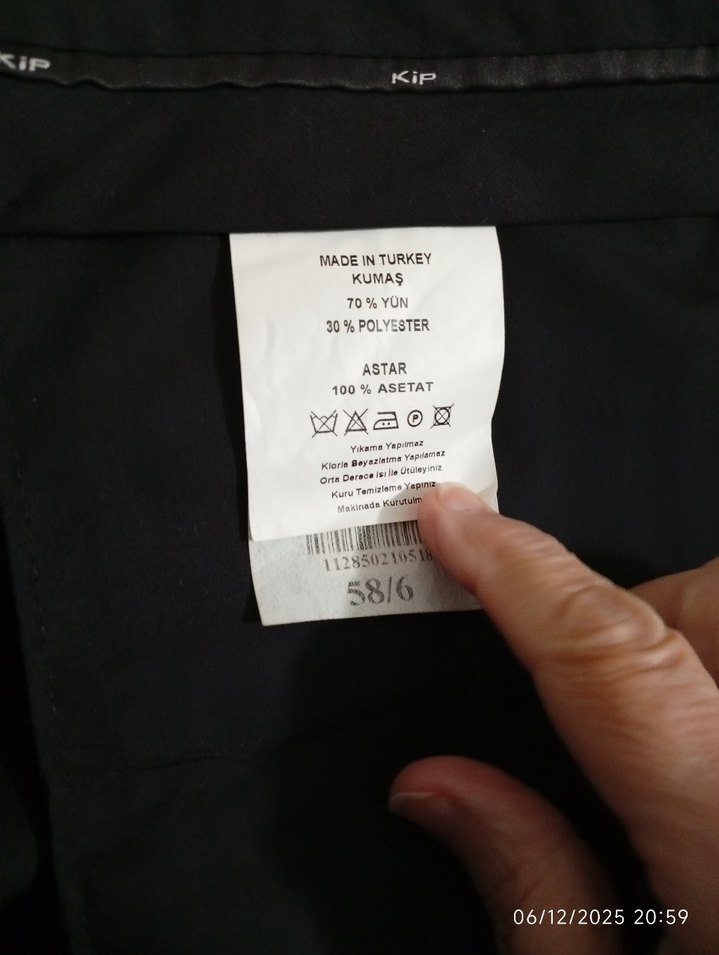 KiP
KiP
MADE IN TURKEY
KUMAŞ
70 % YÜN
30 % POLYESTER
ASTAR
100 % ASETAT
P
Yıkama Yapılmaz
Klorla Beyazlatma Yapılamaz
Orta Derece Isı İle Ütüleyiniz
Kuru Temizleme Yapınız
Makinada
58/6
06/12/2025 20:59